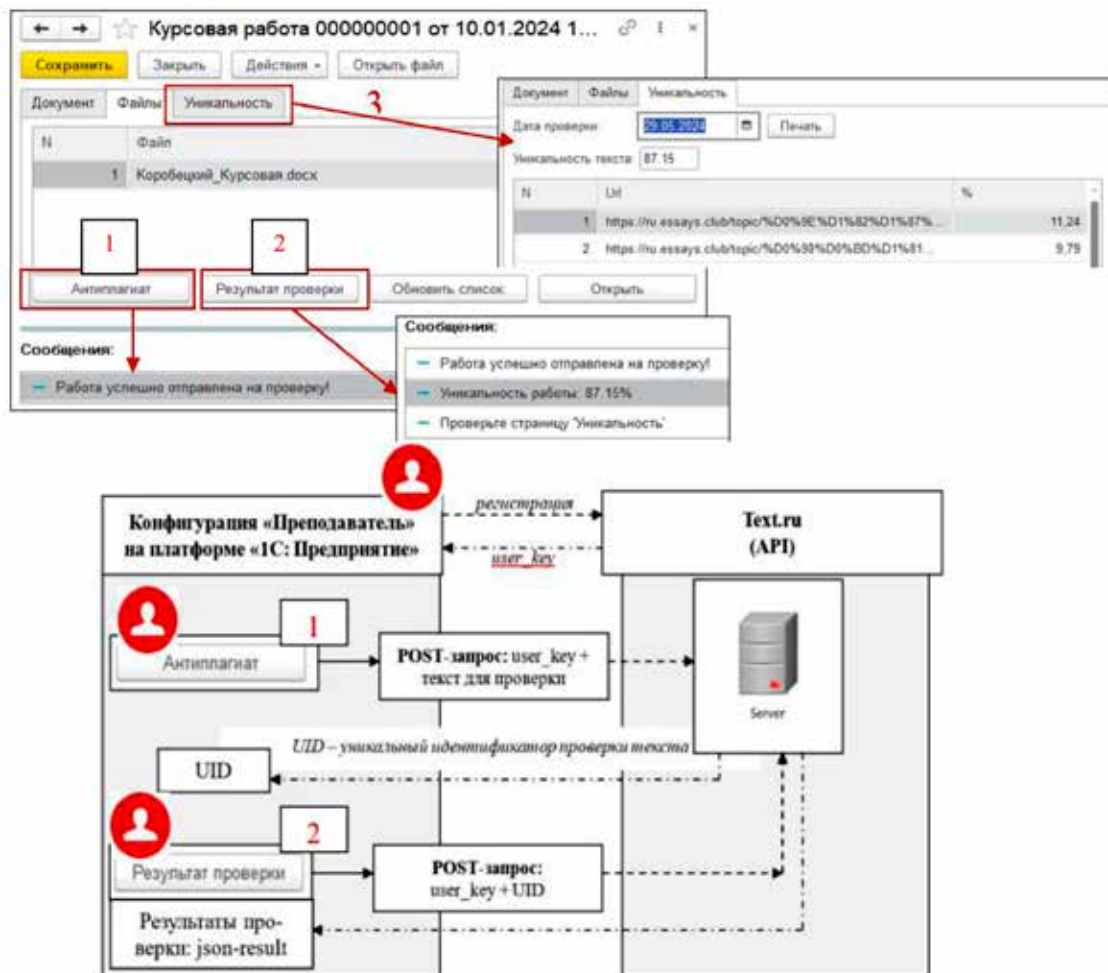 Курсовая работа 000000001 от 10.01.2024 1...
Сохранить Закрыть Действия Открыть файл
Документ Файлы Уникальность
3
N Файл
1 Коробецкий_Курсовая.docx
Документ Файлы Уникальность
Дата проверки: 29.05.2024 Печать
Уникальность текста: 87.15
N Url %
1 https://ru.essays.club/topic/%D0%9E%D1%82%D1%87%... 11,24
2 https://ru.essays.club/topic/%D0%98%D0%BD%D1%81... 9,79
1 2
Антиплагиат Результат проверки Обновить список Открыть
Сообщения:
Работа успешно отправлена на проверку!
Сообщения:
Работа успешно отправлена на проверку!
Уникальность работы: 87.15%
Проверьте страницу 'Уникальность'
Конфигурация «Преподаватель»
на платформе «1С: Предприятие»
регистрация
user_key
Text.ru
(API)
1
Антиплагиат
POST-запрос: user_key +
текст для проверки
Server
UID – уникальный идентификатор проверки текста
UID
2
Результат проверки
POST-запрос:
user_key + UID
Результаты про-
верки: json-result